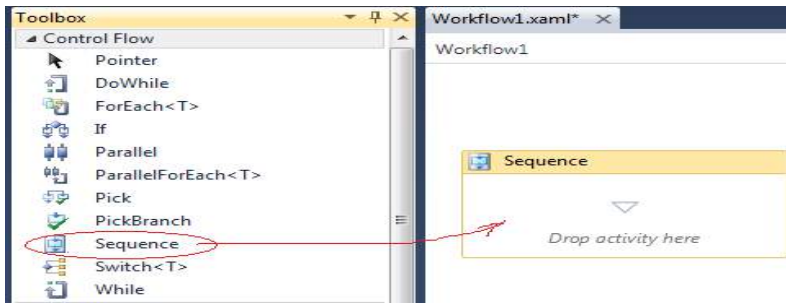 Toolbox
Control Flow
Pointer
DoWhile
ForEach<T>
If
Parallel
ParallelForEach<T>
Pick
PickBranch
Sequence
Switch<T>
While
Workflow1.xaml*
Workflow1
Sequence
Drop activity here